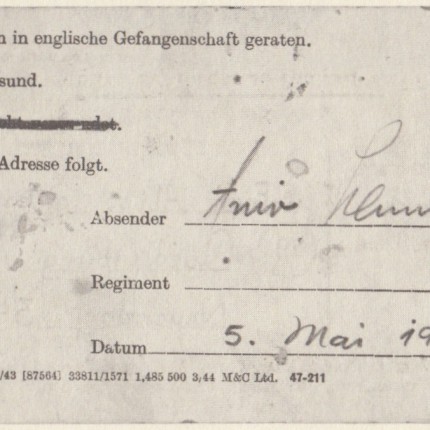 in englische Gefangenschaft geraten.
sund.
Adresse folgt.
Absender
Regiment
Datum 5. Mai 19
/43 [87564] 33811/1571 1,485 500 3/44 M&C Ltd. 47-211